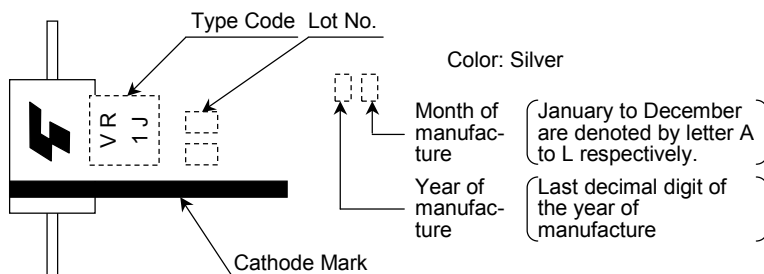 Type Code
Lot No.
Color: Silver
VR
1J
Month of
manufac-
ture
January to December
are denoted by letter A
to L respectively.
Year of
manufac-
ture
Last decimal digit of
the year of
manufacture
Cathode Mark